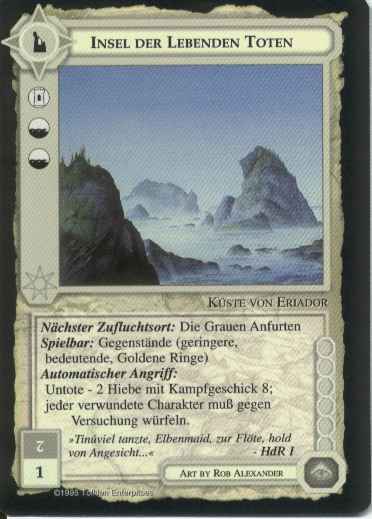 INSEL DER LEBENDEN TOTEN
KÜSTE VON ERIADOR
Nächster Zufluchtsort: Die Grauen Anfurten
Spielbar: Gegenstände (geringere,
bedeutende, Goldene Ringe)
Automatischer Angriff:
Untote - 2 Hiebe mit Kampfgeschick 8;
jeder verwundete Charakter muß gegen
Versuchung würfeln.
»Tinúviel tanzte, Elbenmaid, zur Flöte, hold
von Angesicht...« - HdR I
2
1
ART BY ROB ALEXANDER
©1995 Tolkien Enterprises